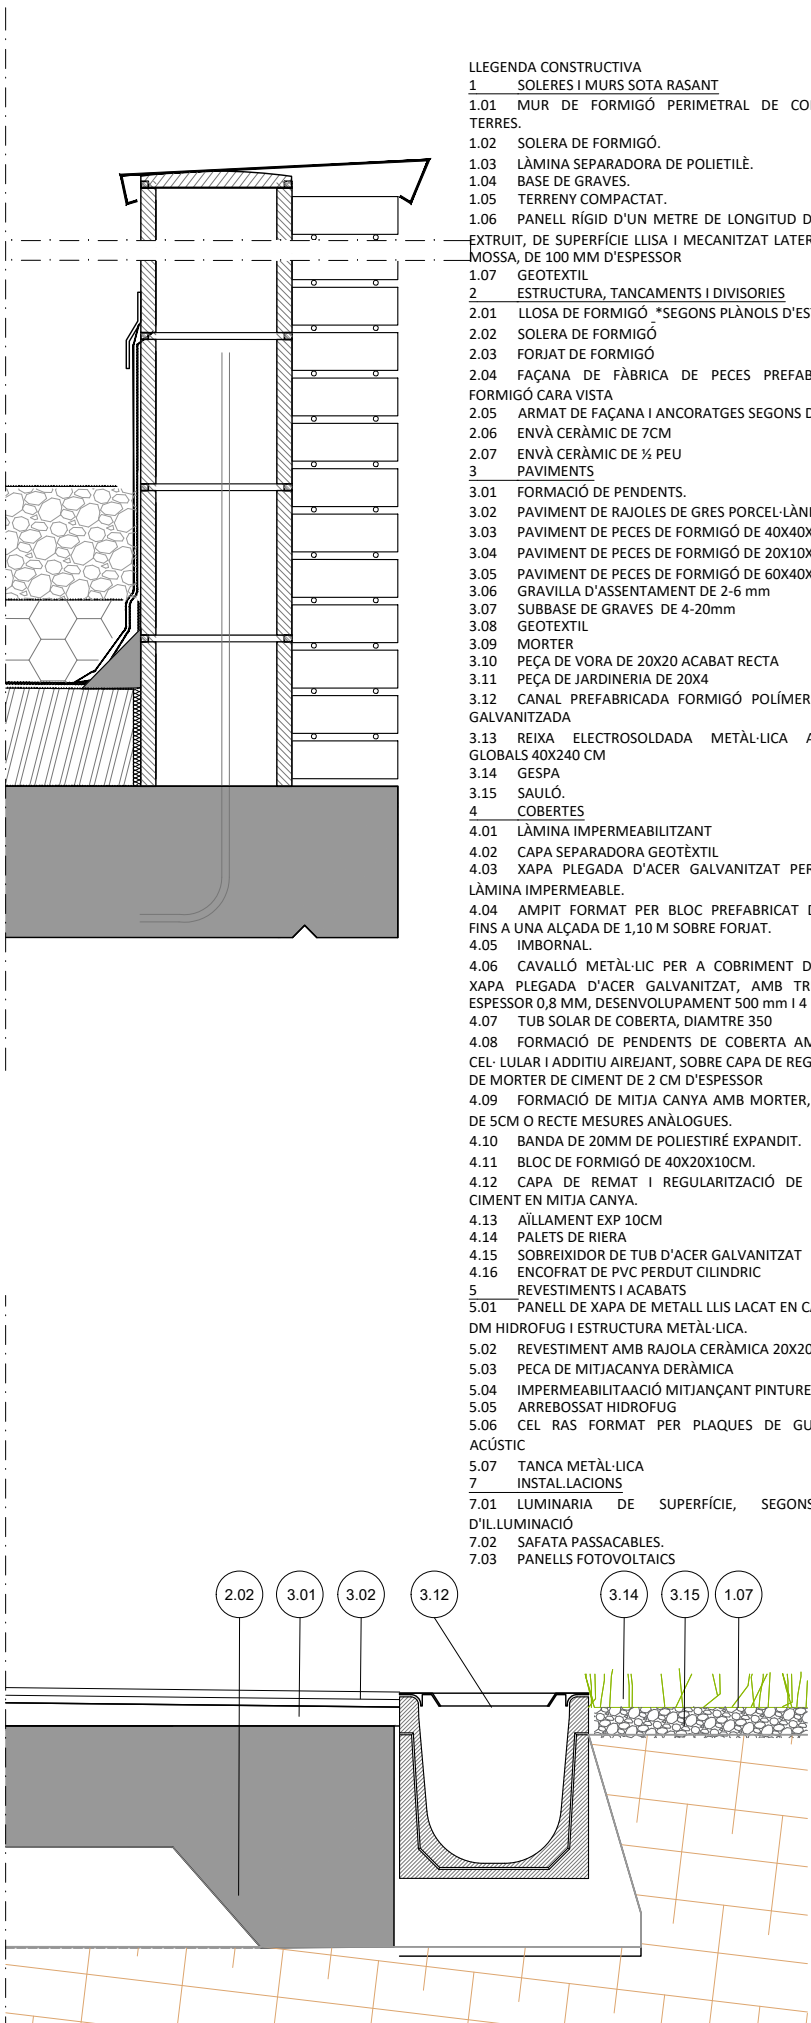 LLEGENDA CONSTRUCTIVA
1 SOLERES I MURS SOTA RASANT
1.01 MUR DE FORMIGÓ PERIMETRAL DE
TERRES.
1.02 SOLERA DE FORMIGÓ.
1.03 LÀMINA SEPARADORA DE POLIETILÈ.
1.04 BASE DE GRAVES.
1.05 TERRENY COMPACTAT.
1.06 PANELL RÍGID D'UN METRE DE LONGITUD
EXTRUIT, DE SUPERFÍCIE LLISA I MECANITZAT
MOSSA, DE 100 MM D'ESPESSOR
1.07 GEOTEXTIL
2 ESTRUCTURA, TANCAMENTS I DIVISORIES
2.01 LLOSA DE FORMIGÓ *SEGONS PLÀNOLS
2.02 SOLERA DE FORMIGÓ
2.03 FORJAT DE FORMIGÓ
2.04 FAÇANA DE FÀBRICA DE PECES
FORMIGÓ CARA VISTA
2.05 ARMAT DE FAÇANA I ANCORATGES SEGONS
2.06 ENVÀ CERÀMIC DE 7CM
2.07 ENVÀ CERÀMIC DE ½ PEU
3 PAVIMENTS
3.01 FORMACIÓ DE PENDENTS.
3.02 PAVIMENT DE RAJOLES DE GRES
3.03 PAVIMENT DE PECES DE FORMIGÓ DE 40X40X
3.04 PAVIMENT DE PECES DE FORMIGÓ DE 20X10X
3.05 PAVIMENT DE PECES DE FORMIGÓ DE 60X40X
3.06 GRAVILLA D'ASSENTAMENT DE 2-6 mm
3.07 SUBBASE DE GRAVES DE 4-20mm
3.08 GEOTEXTIL
3.09 MORTER
3.10 PEÇA DE VORA DE 20X20 ACABAT RECTA
3.11 PEÇA DE JARDINERIA DE 20X4
3.12 CANAL PREFABRICADA FORMIGÓ
GALVANITZADA
3.13 REIXA ELECTROSOLDADA METÀL·LICA
GLOBALS 40X240 CM
3.14 GESPA
3.15 SAULÓ.
4 COBERTES
4.01 LÀMINA IMPERMEABILITZANT
4.02 CAPA SEPARADORA GEOTÈXTIL
4.03 XAPA PLEGADA D'ACER GALVANITZAT PER
LÀMINA IMPERMEABLE.
4.04 AMPIT FORMAT PER BLOC PREFABRICAT
FINS A UNA ALÇADA DE 1,10 M SOBRE FORJAT.
4.05 IMBORNAL.
4.06 CAVALLÓ METÀL·LIC PER A COBRIMENT
XAPA PLEGADA D'ACER GALVANITZAT, AMB
ESPESSOR 0,8 MM, DESENVOLUPAMENT 500 mm I 4
4.07 TUB SOLAR DE COBERTA, DIAMTRE 350
4.08 FORMACIÓ DE PENDENTS DE COBERTA
CEL· LULAR I ADDITIU AIREJANT, SOBRE CAPA DE
DE MORTER DE CIMENT DE 2 CM D'ESPESSOR
4.09 FORMACIÓ DE MITJA CANYA AMB MORTER,
DE 5CM O RECTE MESURES ANÀLOGUES.
4.10 BANDA DE 20MM DE POLIESTIRÉ EXPANDIT.
4.11 BLOC DE FORMIGÓ DE 40X20X10CM.
4.12 CAPA DE REMAT I REGULARITZACIÓ DE
CIMENT EN MITJA CANYA.
4.13 AÏLLAMENT EXP 10CM
4.14 PALETS DE RIERA
4.15 SOBREIXIDOR DE TUB D'ACER GALVANITZAT
4.16 ENCOFRAT DE PVC PERDUT CILINDRIC
5 REVESTIMENTS I ACABATS
5.01 PANELL DE XAPA DE METALL LLIS LACAT EN
DM HIDROFUG I ESTRUCTURA METÀL·LICA.
5.02 REVESTIMENT AMB RAJOLA CERÀMICA 20X20
5.03 PECA DE MITJACANYA DERÀMICA
5.04 IMPERMEABILITAACIÓ MITJANÇANT PINTURE
5.05 ARREBOSSAT HIDROFUG
5.06 CEL RAS FORMAT PER PLAQUES DE
ACÚSTIC
5.07 TANCA METÀL·LICA
7 INSTAL.LACIONS
7.01 LUMINARIA DE SUPERFÍCIE, SEGONS
D'IL.LUMINACIÓ
7.02 SAFATA PASSACABLES.
7.03 PANELLS FOTOVOLTAICS
2.02 3.01 3.02 3.12 3.14 3.15 1.07